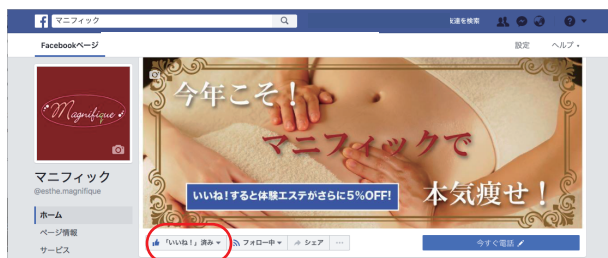 マニフィック
友達を検索
Facebookページ
設定
ヘルプ
Magnifique
マニフィック
@esthe.magnifique
今年こそ!
マニフィックで
本気痩せ!
いいね!すると体験エステがさらに5%OFF!
ホーム
ページ情報
サービス
「いいね!」済み
フォロー中
シェア
...
今すぐ電話